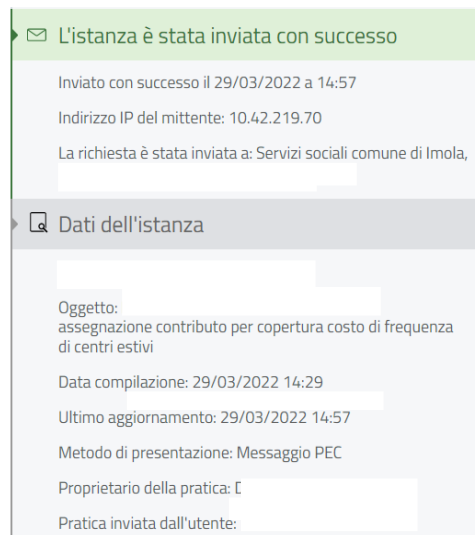 L'istanza è stata inviata con successo
Inviato con successo il 29/03/2022 a 14:57
Indirizzo IP del mittente: 10.42.219.70
La richiesta è stata inviata a: Servizi sociali comune di Imola,
Dati dell'istanza
Oggetto:
assegnazione contributo per copertura costo di frequenza
di centri estivi
Data compilazione: 29/03/2022 14:29
Ultimo aggiornamento: 29/03/2022 14:57
Metodo di presentazione: Messaggio PEC
Proprietario della pratica:
Pratica inviata dall'utente: